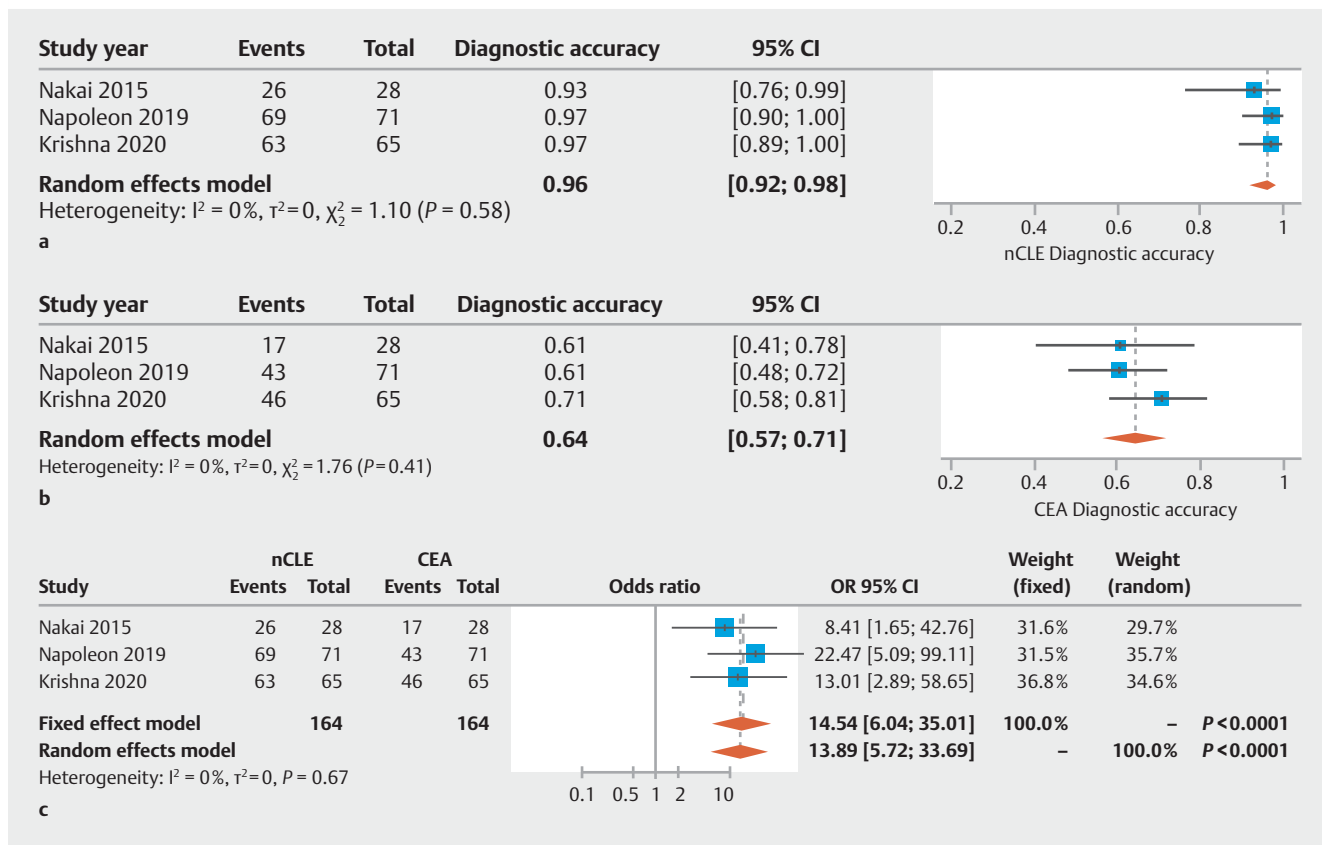 Study year Events Total Diagnostic accuracy 95% CI
Nakai 2015 26 28 0.93 [0.76; 0.99]
Napoleon 2019 69 71 0.97 [0.90; 1.00]
Krishna 2020 63 65 0.97 [0.89; 1.00]
Random effects model 0.96 [0.92; 0.98]
Heterogeneity: I² = 0%, τ²=0, χ²₂ = 1.10 (P = 0.58)
0.2 0.4 0.6 0.8 1
nCLE Diagnostic accuracy
a
Study year Events Total Diagnostic accuracy 95% CI
Nakai 2015 17 28 0.61 [0.41; 0.78]
Napoleon 2019 43 71 0.61 [0.48; 0.72]
Krishna 2020 46 65 0.71 [0.58; 0.81]
Random effects model 0.64 [0.57; 0.71]
Heterogeneity: I² = 0%, τ²=0, χ²₂ =1.76 (P=0.41)
0.2 0.4 0.6 0.8 1
CEA Diagnostic accuracy
b
nCLE CEA Weight Weight
Study Events Total Events Total Odds ratio OR 95% CI (fixed) (random)
Nakai 2015 26 28 17 28 8.41 [1.65; 42.76] 31.6% 29.7%
Napoleon 2019 69 71 43 71 22.47 [5.09; 99.11] 31.5% 35.7%
Krishna 2020 63 65 46 65 13.01 [2.89; 58.65] 36.8% 34.6%
Fixed effect model 164 164 14.54 [6.04; 35.01] 100.0% – P<0.0001
Random effects model 13.89 [5.72; 33.69] – 100.0% P<0.0001
Heterogeneity: I² = 0%, τ²=0, P = 0.67
0.1 0.5 1 2 10
c